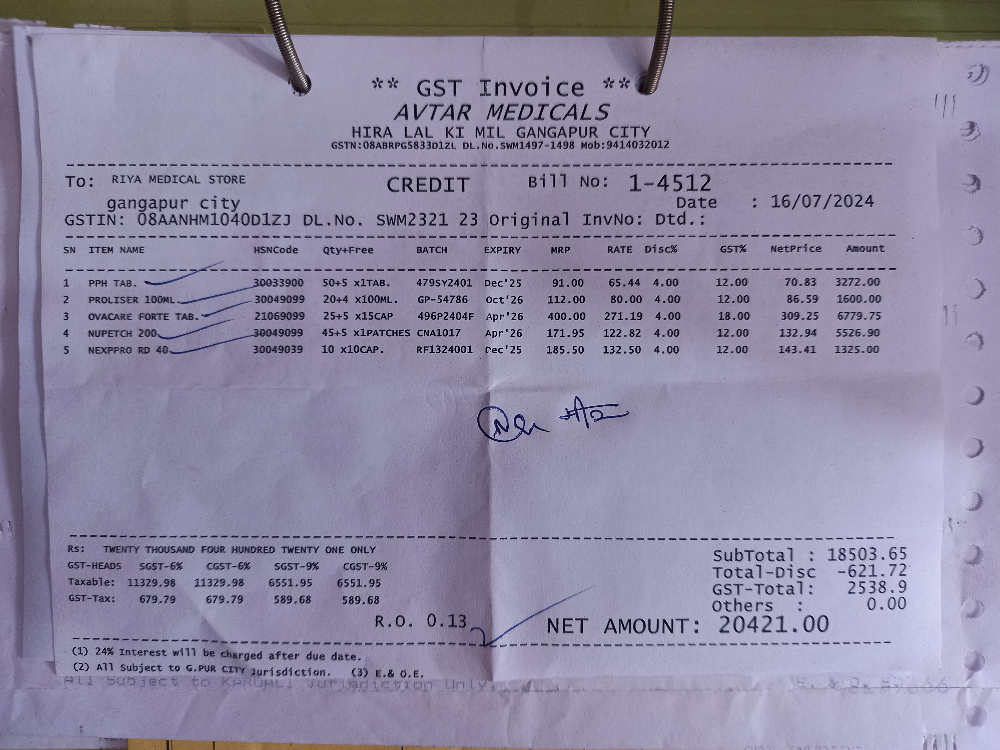 ** GST Invoice **
AVTAR MEDICALS
HIRA LAL KI MIL GANGAPUR CITY
GSTN:08ABRPG5833D1ZL DL.No.SWM1497-1498 Mob:9414032012
To: RIYA MEDICAL STORE CREDIT Bill No: 1-4512
gangapur city Date : 16/07/2024
GSTIN: 08AANHM1040D1ZJ DL.No. SWM2321 23 Original InvNo: Dtd.:
SN ITEM NAME HSNCode Qty+Free BATCH EXPIRY MRP RATE Disc% GST% NetPrice Amount
1 PPH TAB. 30033900 50+5 x1TAB. 479SY2401 Dec'25 91.00 65.44 4.00 12.00 70.83 3272.00
2 PROLISER 100ML. 30049099 20+4 x100ML. GP-54786 Oct'26 112.00 80.00 4.00 12.00 86.59 1600.00
3 OVACARE FORTE TAB. 21069099 25+5 x15CAP 496P2404F Apr'26 400.00 271.19 4.00 18.00 309.25 6779.75
4 NUPETCH 200 30049099 45+5 x1PATCHES CNA1017 Apr'26 171.95 122.82 4.00 12.00 132.94 5526.90
5 NEXPPRO RD 40 30049039 10 x10CAP. RF1324001 Dec'25 185.50 132.50 4.00 12.00 143.41 1325.00
Rs: TWENTY THOUSAND FOUR HUNDRED TWENTY ONE ONLY
GST-HEADS SGST-6% CGST-6% SGST-9% CGST-9%
Taxable: 11329.98 11329.98 6551.95 6551.95
GST-Tax: 679.79 679.79 589.68 589.68
SubTotal : 18503.65
Total-Disc -621.72
GST-Total: 2538.9
Others : 0.00
R.O. 0.13 NET AMOUNT: 20421.00
(1) 24% Interest will be charged after due date.
(2) All Subject to G.PUR CITY Jurisdiction. (3) E.& O.E.
All Subject to KARUALI Jurisdiction Only.